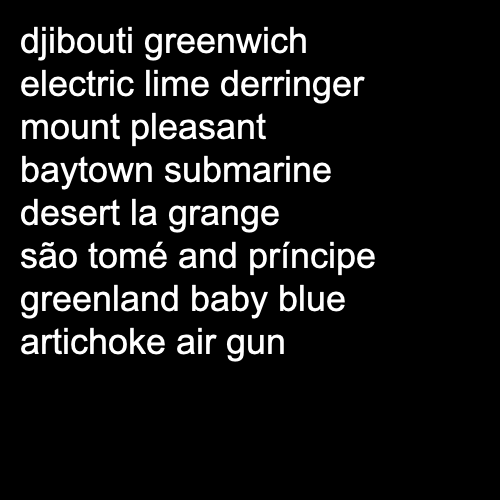 djibouti greenwich
electric lime derringer
mount pleasant
baytown submarine
desert la grange
são tomé and príncipe
greenland baby blue
artichoke air gun